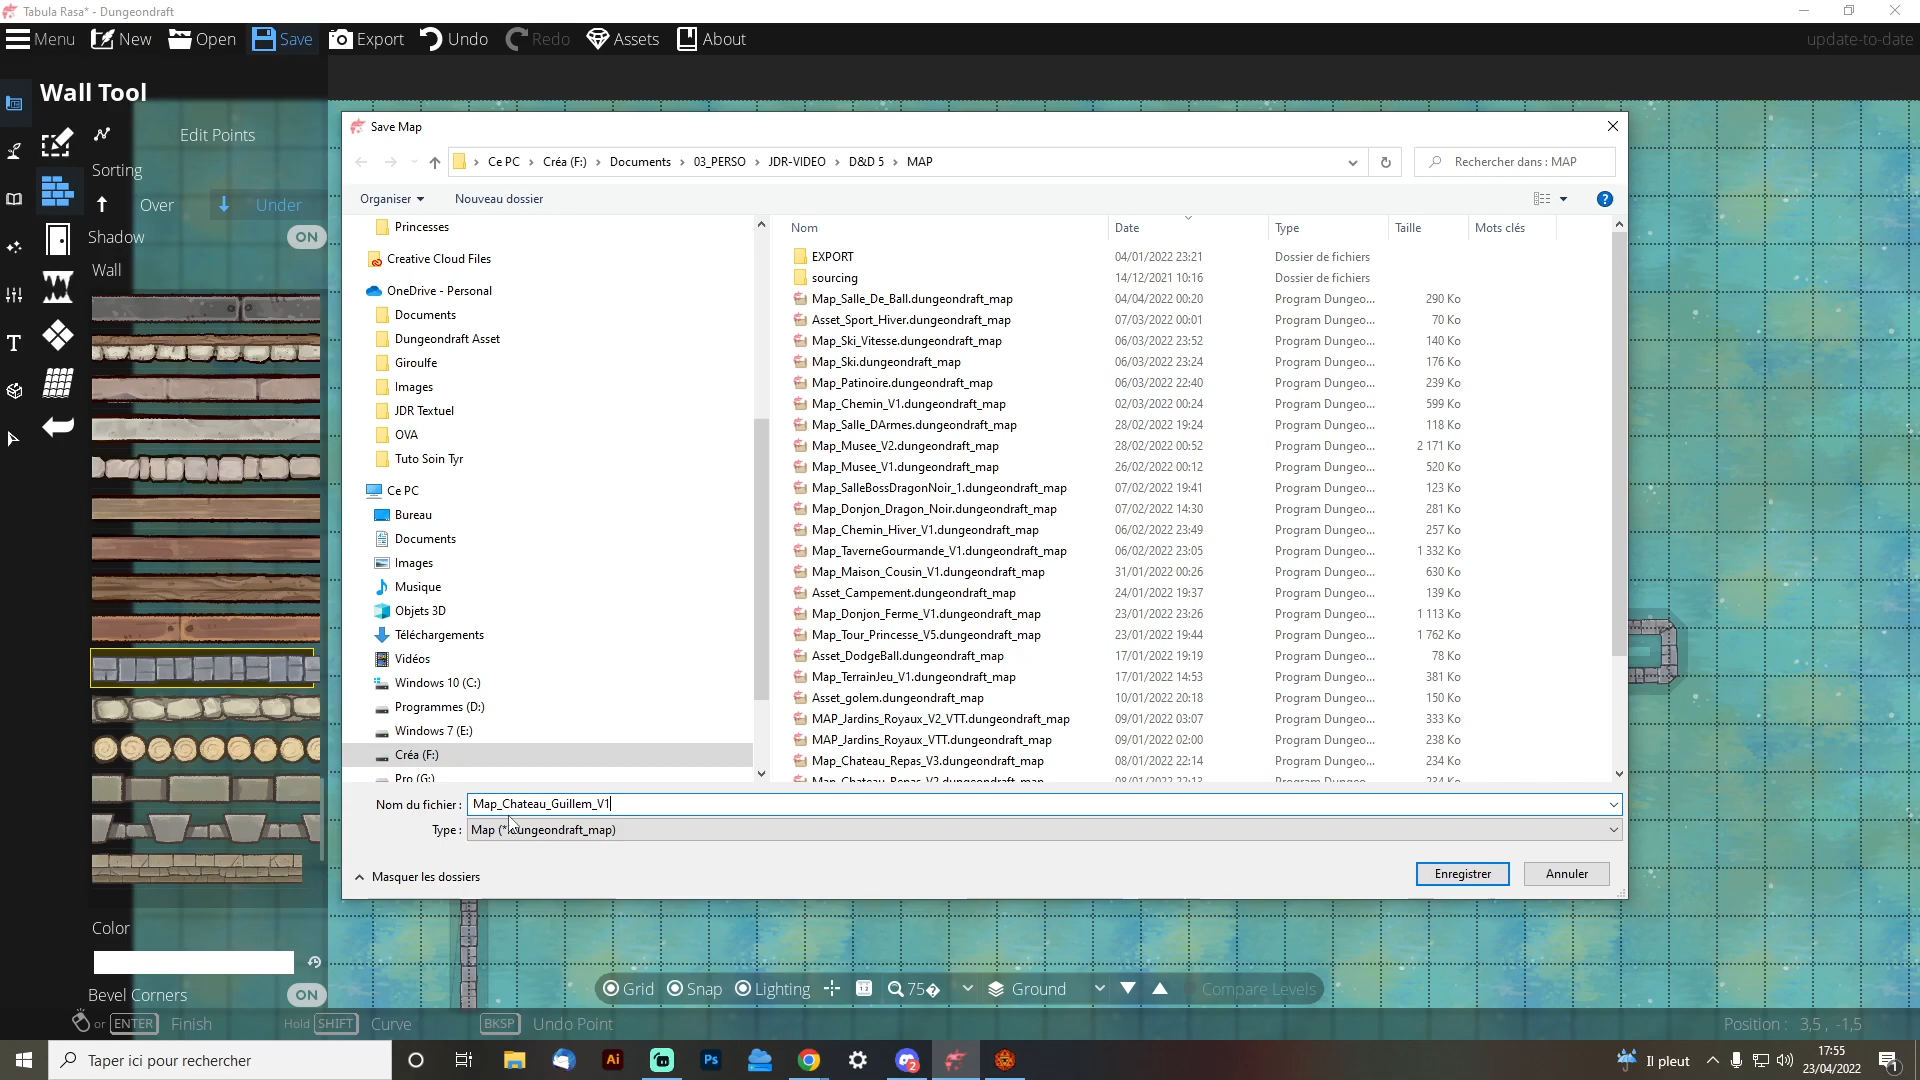 Tabula Rasa* - Dungeondraft
Menu New Open Save Export Undo Redo Assets About update-to-date
Wall Tool
Edit Points
Sorting
Over Under
Shadow ON
Wall
Color
Bevel Corners ON
or ENTER Finish Hold SHIFT Curve BKSP Undo Point Position : 3,5 , -1,5
Save Map
Ce PC Créa (F:) Documents 03_PERSO JDR-VIDEO D&D 5 MAP Rechercher dans : MAP
Organiser Nouveau dossier
Princesses
Creative Cloud Files
OneDrive - Personal
Documents
Dungeondraft Asset
Giroulfe
Images
JDR Textuel
OVA
Tuto Soin Tyr
Ce PC
Bureau
Documents
Images
Musique
Objets 3D
Téléchargements
Vidéos
Windows 10 (C:)
Programmes (D:)
Windows 7 (E:)
Créa (F:)
Pro (G:)
Nom Date Type Taille Mots clés
EXPORT 04/01/2022 23:21 Dossier de fichiers
sourcing 14/12/2021 10:16 Dossier de fichiers
Map_Salle_De_Ball.dungeondraft_map 04/04/2022 00:20 Program Dungeo... 290 Ko
Asset_Sport_Hiver.dungeondraft_map 07/03/2022 00:01 Program Dungeo... 70 Ko
Map_Ski_Vitesse.dungeondraft_map 06/03/2022 23:52 Program Dungeo... 140 Ko
Map_Ski.dungeondraft_map 06/03/2022 23:24 Program Dungeo... 176 Ko
Map_Patinoire.dungeondraft_map 06/03/2022 22:40 Program Dungeo... 239 Ko
Map_Chemin_V1.dungeondraft_map 02/03/2022 00:24 Program Dungeo... 599 Ko
Map_Salle_DArmes.dungeondraft_map 28/02/2022 19:24 Program Dungeo... 118 Ko
Map_Musee_V2.dungeondraft_map 28/02/2022 00:52 Program Dungeo... 2 171 Ko
Map_Musee_V1.dungeondraft_map 26/02/2022 00:12 Program Dungeo... 520 Ko
Map_SalleBossDragonNoir_1.dungeondraft_map 07/02/2022 19:41 Program Dungeo... 123 Ko
Map_Donjon_Dragon_Noir.dungeondraft_map 07/02/2022 14:30 Program Dungeo... 281 Ko
Map_Chemin_Hiver_V1.dungeondraft_map 06/02/2022 23:49 Program Dungeo... 257 Ko
Map_TaverneGourmande_V1.dungeondraft_map 06/02/2022 23:05 Program Dungeo... 1 332 Ko
Map_Maison_Cousin_V1.dungeondraft_map 31/01/2022 00:26 Program Dungeo... 630 Ko
Asset_Campement.dungeondraft_map 24/01/2022 19:37 Program Dungeo... 139 Ko
Map_Donjon_Ferme_V1.dungeondraft_map 23/01/2022 23:26 Program Dungeo... 1 113 Ko
Map_Tour_Princesse_V5.dungeondraft_map 23/01/2022 19:44 Program Dungeo... 1 762 Ko
Asset_DodgeBall.dungeondraft_map 17/01/2022 19:19 Program Dungeo... 78 Ko
Map_TerrainJeu_V1.dungeondraft_map 17/01/2022 14:53 Program Dungeo... 381 Ko
Asset_golem.dungeondraft_map 10/01/2022 20:18 Program Dungeo... 150 Ko
MAP_Jardins_Royaux_V2_VTT.dungeondraft_map 09/01/2022 03:07 Program Dungeo... 333 Ko
MAP_Jardins_Royaux_VTT.dungeondraft_map 09/01/2022 02:00 Program Dungeo... 238 Ko
Map_Chateau_Repas_V3.dungeondraft_map 08/01/2022 22:14 Program Dungeo... 234 Ko
Map_Chateau_Repas_V2.dungeondraft_map 08/01/2022 22:13 Program Dungeo... 234 Ko
Nom du fichier : Map_Chateau_Guillem_V1
Type : Map (*.dungeondraft_map)
Masquer les dossiers Enregistrer Annuler
Grid Snap Lighting 75 Ground Compare Levels
Taper ici pour rechercher
Ai Ps 2
Il pleut 17:55
23/04/2022 1